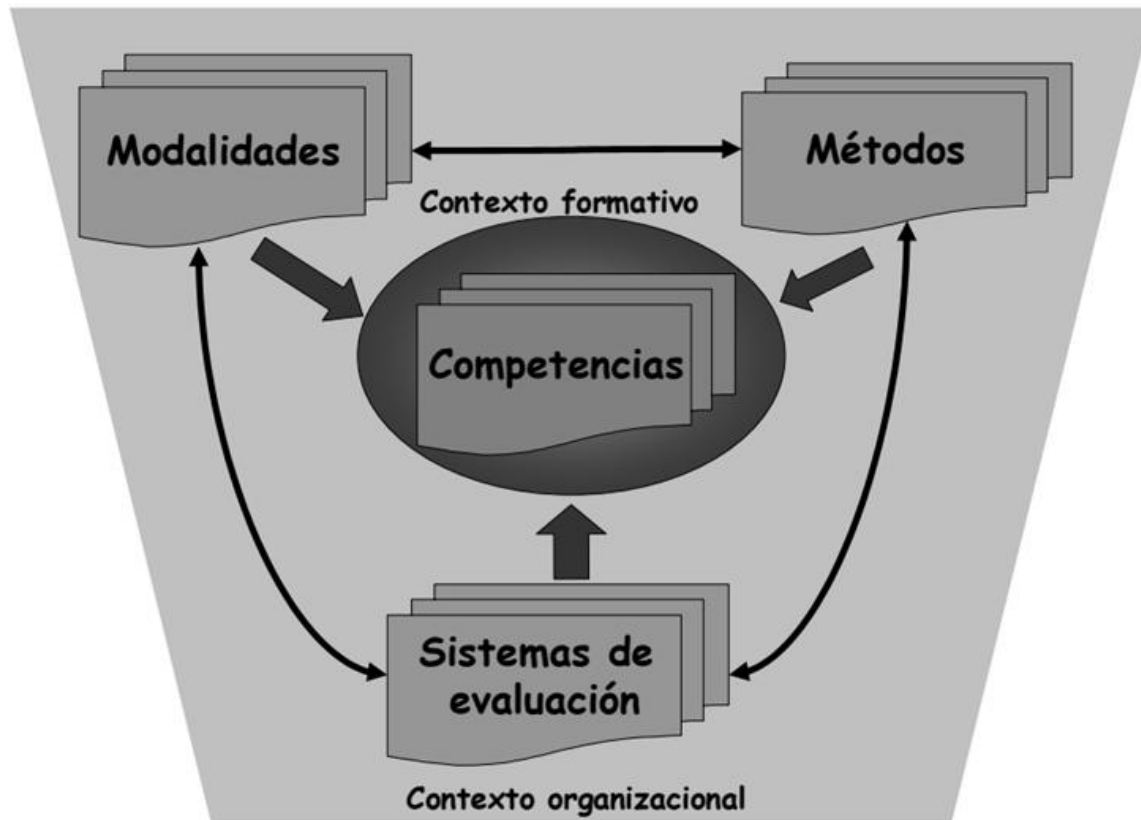 Modalidades
Métodos
Contexto formativo
Competencias
Sistemas de
evaluación
Contexto organizacional